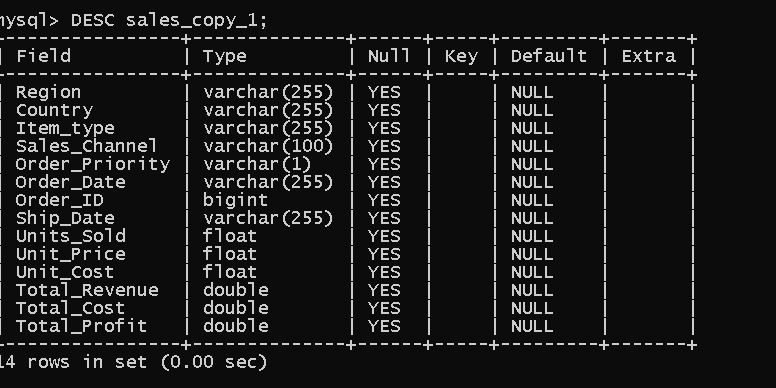 mysql> DESC sales_copy_1;
+----------------+--------------+------+-----+---------+-------+
| Field          | Type         | Null | Key | Default | Extra |
+----------------+--------------+------+-----+---------+-------+
| Region         | varchar(255) | YES  |     | NULL    |       |
| Country        | varchar(255) | YES  |     | NULL    |       |
| Item_type      | varchar(255) | YES  |     | NULL    |       |
| Sales_Channel  | varchar(100) | YES  |     | NULL    |       |
| Order_Priority | varchar(1)   | YES  |     | NULL    |       |
| Order_Date     | varchar(255) | YES  |     | NULL    |       |
| Order_ID       | bigint       | YES  |     | NULL    |       |
| Ship_Date      | varchar(255) | YES  |     | NULL    |       |
| Units_Sold     | float        | YES  |     | NULL    |       |
| Unit_Price     | float        | YES  |     | NULL    |       |
| Unit_Cost      | float        | YES  |     | NULL    |       |
| Total_Revenue  | double       | YES  |     | NULL    |       |
| Total_Cost     | double       | YES  |     | NULL    |       |
| Total_Profit   | double       | YES  |     | NULL    |       |
+----------------+--------------+------+-----+---------+-------+
14 rows in set (0.00 sec)